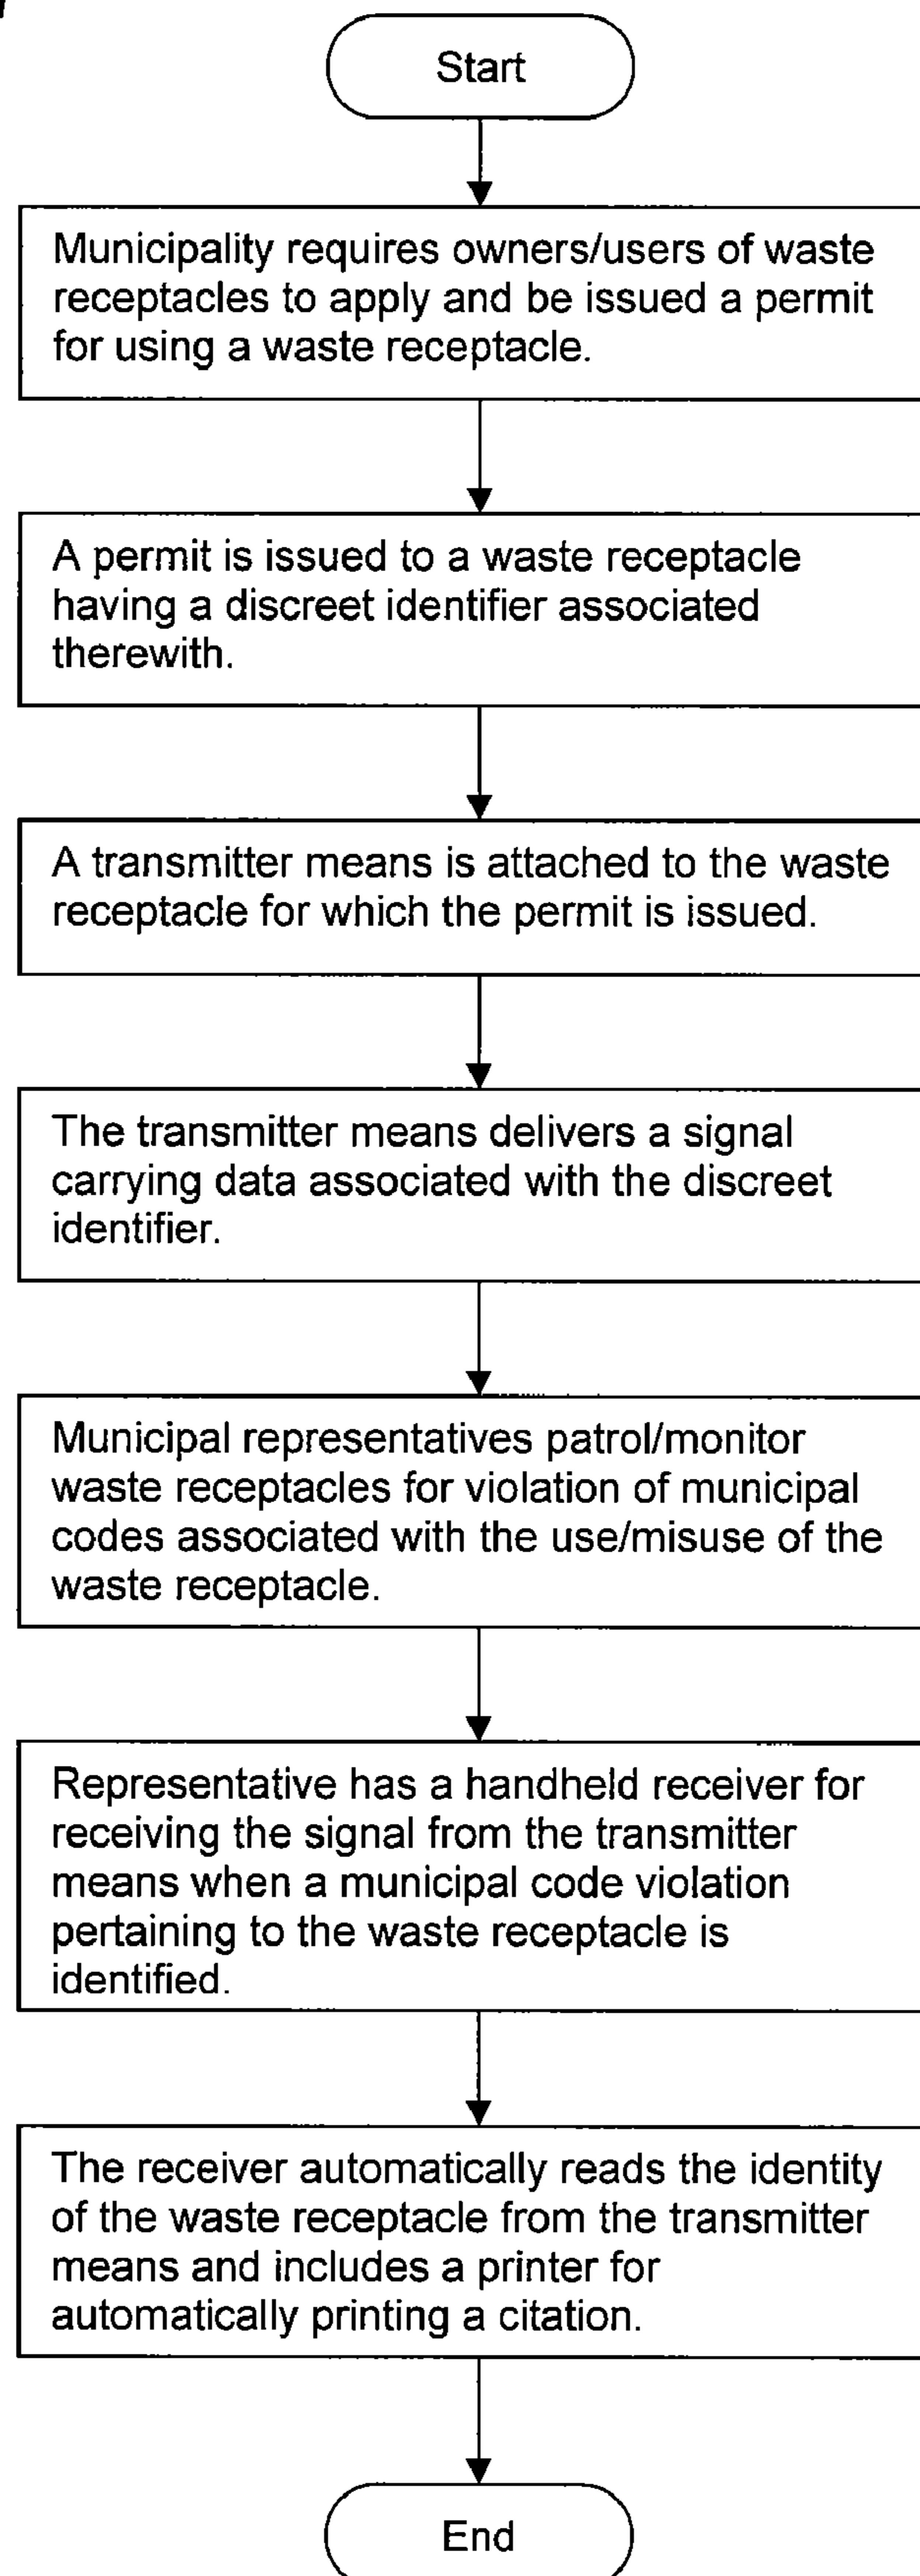 Start
Municipality requires owners/users of waste
receptacles to apply and be issued a permit
for using a waste receptacle.
A permit is issued to a waste receptacle
having a discreet identifier associated
therewith.
A transmitter means is attached to the waste
receptacle for which the permit is issued.
The transmitter means delivers a signal
carrying data associated with the discreet
identifier.
Municipal representatives patrol/monitor
waste receptacles for violation of municipal
codes associated with the use/misuse of the
waste receptacle.
Representative has a handheld receiver for
receiving the signal from the transmitter
means when a municipal code violation
pertaining to the waste receptacle is
identified.
The receiver automatically reads the identity
of the waste receptacle from the transmitter
means and includes a printer for
automatically printing a citation.
End